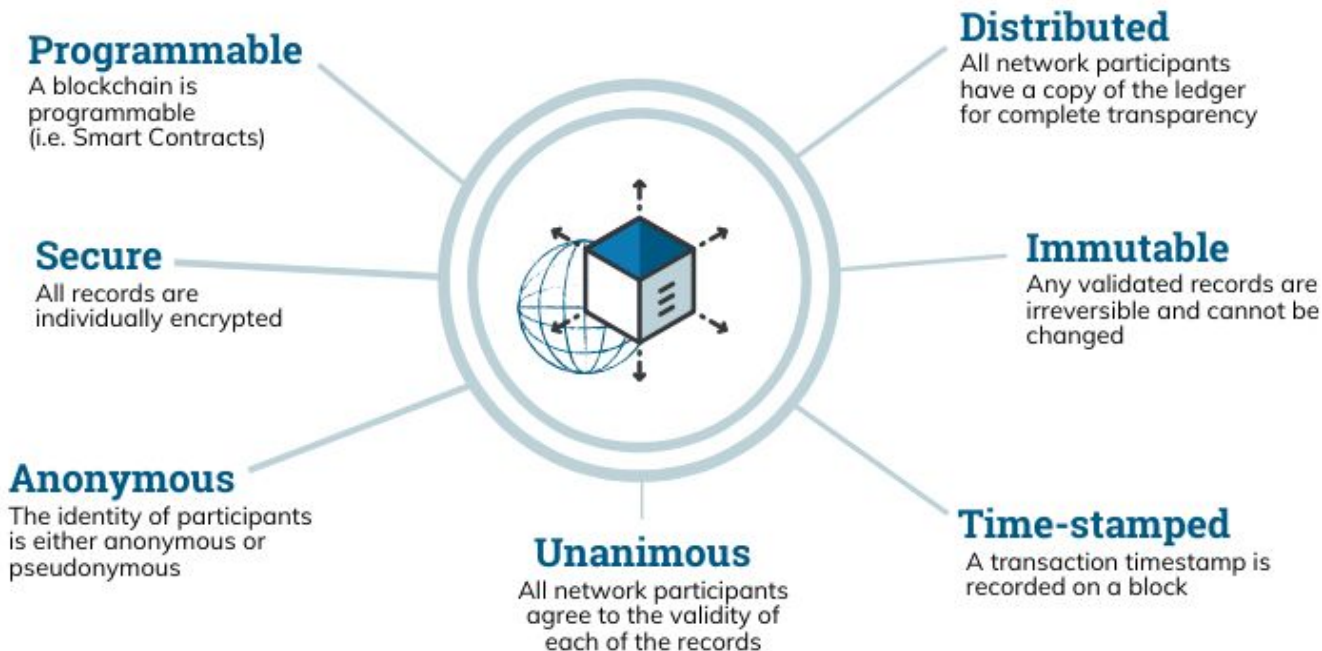 Programmable
A blockchain is
programmable
(i.e. Smart Contracts)
Secure
All records are
individually encrypted
Anonymous
The identity of participants
is either anonymous or
pseudonymous
Unanimous
All network participants
agree to the validity of
each of the records
Distributed
All network participants
have a copy of the ledger
for complete transparency
Immutable
Any validated records are
irreversible and cannot be
changed
Time-stamped
A transaction timestamp is
recorded on a block